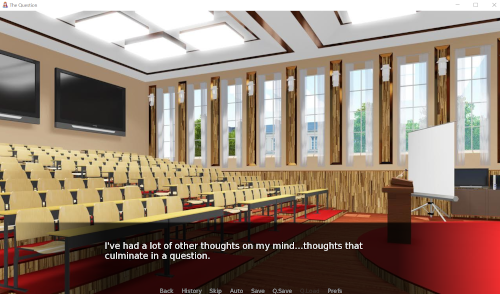 The Question
I've had a lot of other thoughts on my mind...thoughts that
culminate in a question.
Back History Skip Auto Save Q.Save Q.Load Prefs